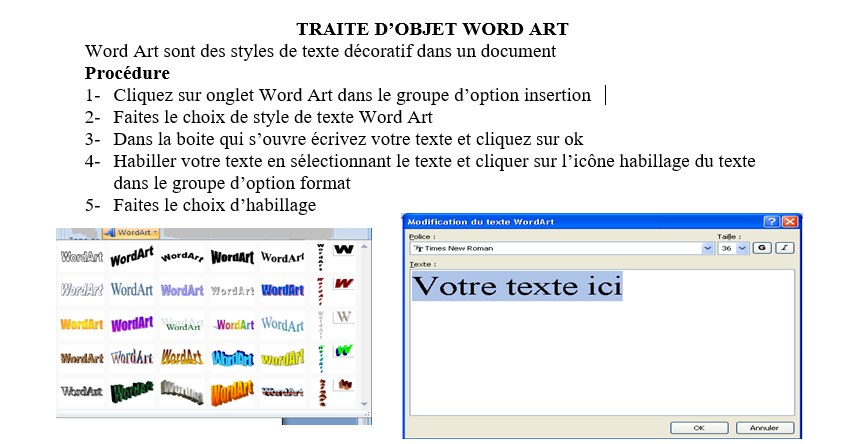 TRAITE D’OBJET WORD ART
Word Art sont des styles de texte décoratif dans un document
Procédure
1- Cliquez sur onglet Word Art dans le groupe d’option insertion
2- Faites le choix de style de texte Word Art
3- Dans la boite qui s’ouvre écrivez votre texte et cliquez sur ok
4- Habiller votre texte en sélectionnant le texte et cliquer sur l’icône habillage du texte
dans le groupe d’option format
5- Faites le choix d’habillage
WordArt
WordArt WordArt WordArt WordArt WordArt W
WordArt WordArt WordArt WordArt WordArt W
WordArt WordArt WordArt WordArt WordArt W
WordArt WordArt WordArt WordArt WordArt W
WordArt WordArt WordArt WordArt WordArt W
Modification du texte WordArt
Police :
Taille :
Times New Roman
36
G
I
Texte :
Votre texte ici
OK
Annuler